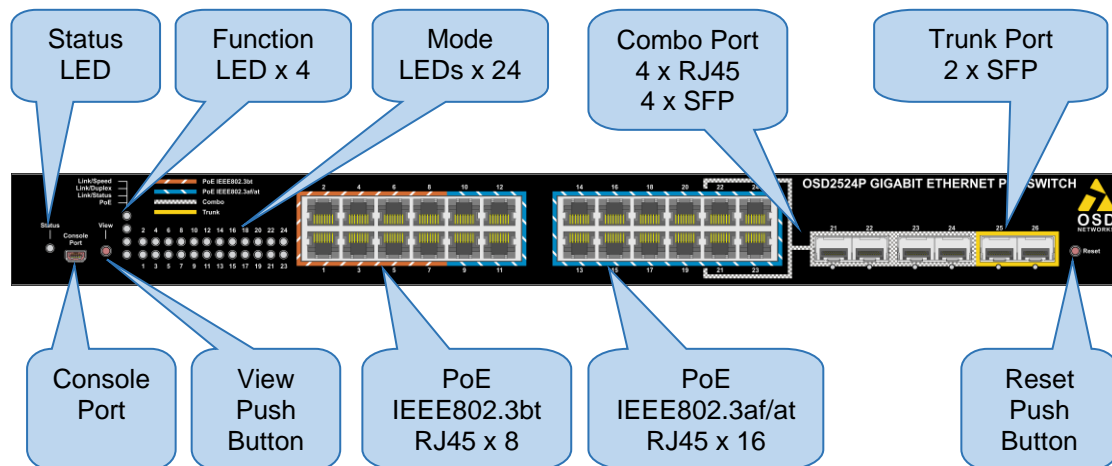 Status
LED
Function
LED x 4
Mode
LEDs x 24
Combo Port
4 x RJ45
4 x SFP
Trunk Port
2 x SFP
Link/Speed
Link/Duplex
Link/Status
PoE
PoE IEEE802.3bt
PoE IEEE802.3af/at
Combo
Trunk
Status
Console
Port
View
2 4 6 8 10 12 14 16 18 20 22 24
1 3 5 7 9 11 13 15 17 19 21 23
2 4 6 8 10 12
1 3 5 7 9 11
14 16 18 20 22 24
13 15 17 19 21 23
OSD2524P GIGABIT ETHERNET SWITCH
21 22 23 24 25 26
OSD
NETWORKS
Reset
Console
Port
View
Push
Button
PoE
IEEE802.3bt
RJ45 x 8
PoE
IEEE802.3af/at
RJ45 x 16
Reset
Push
Button